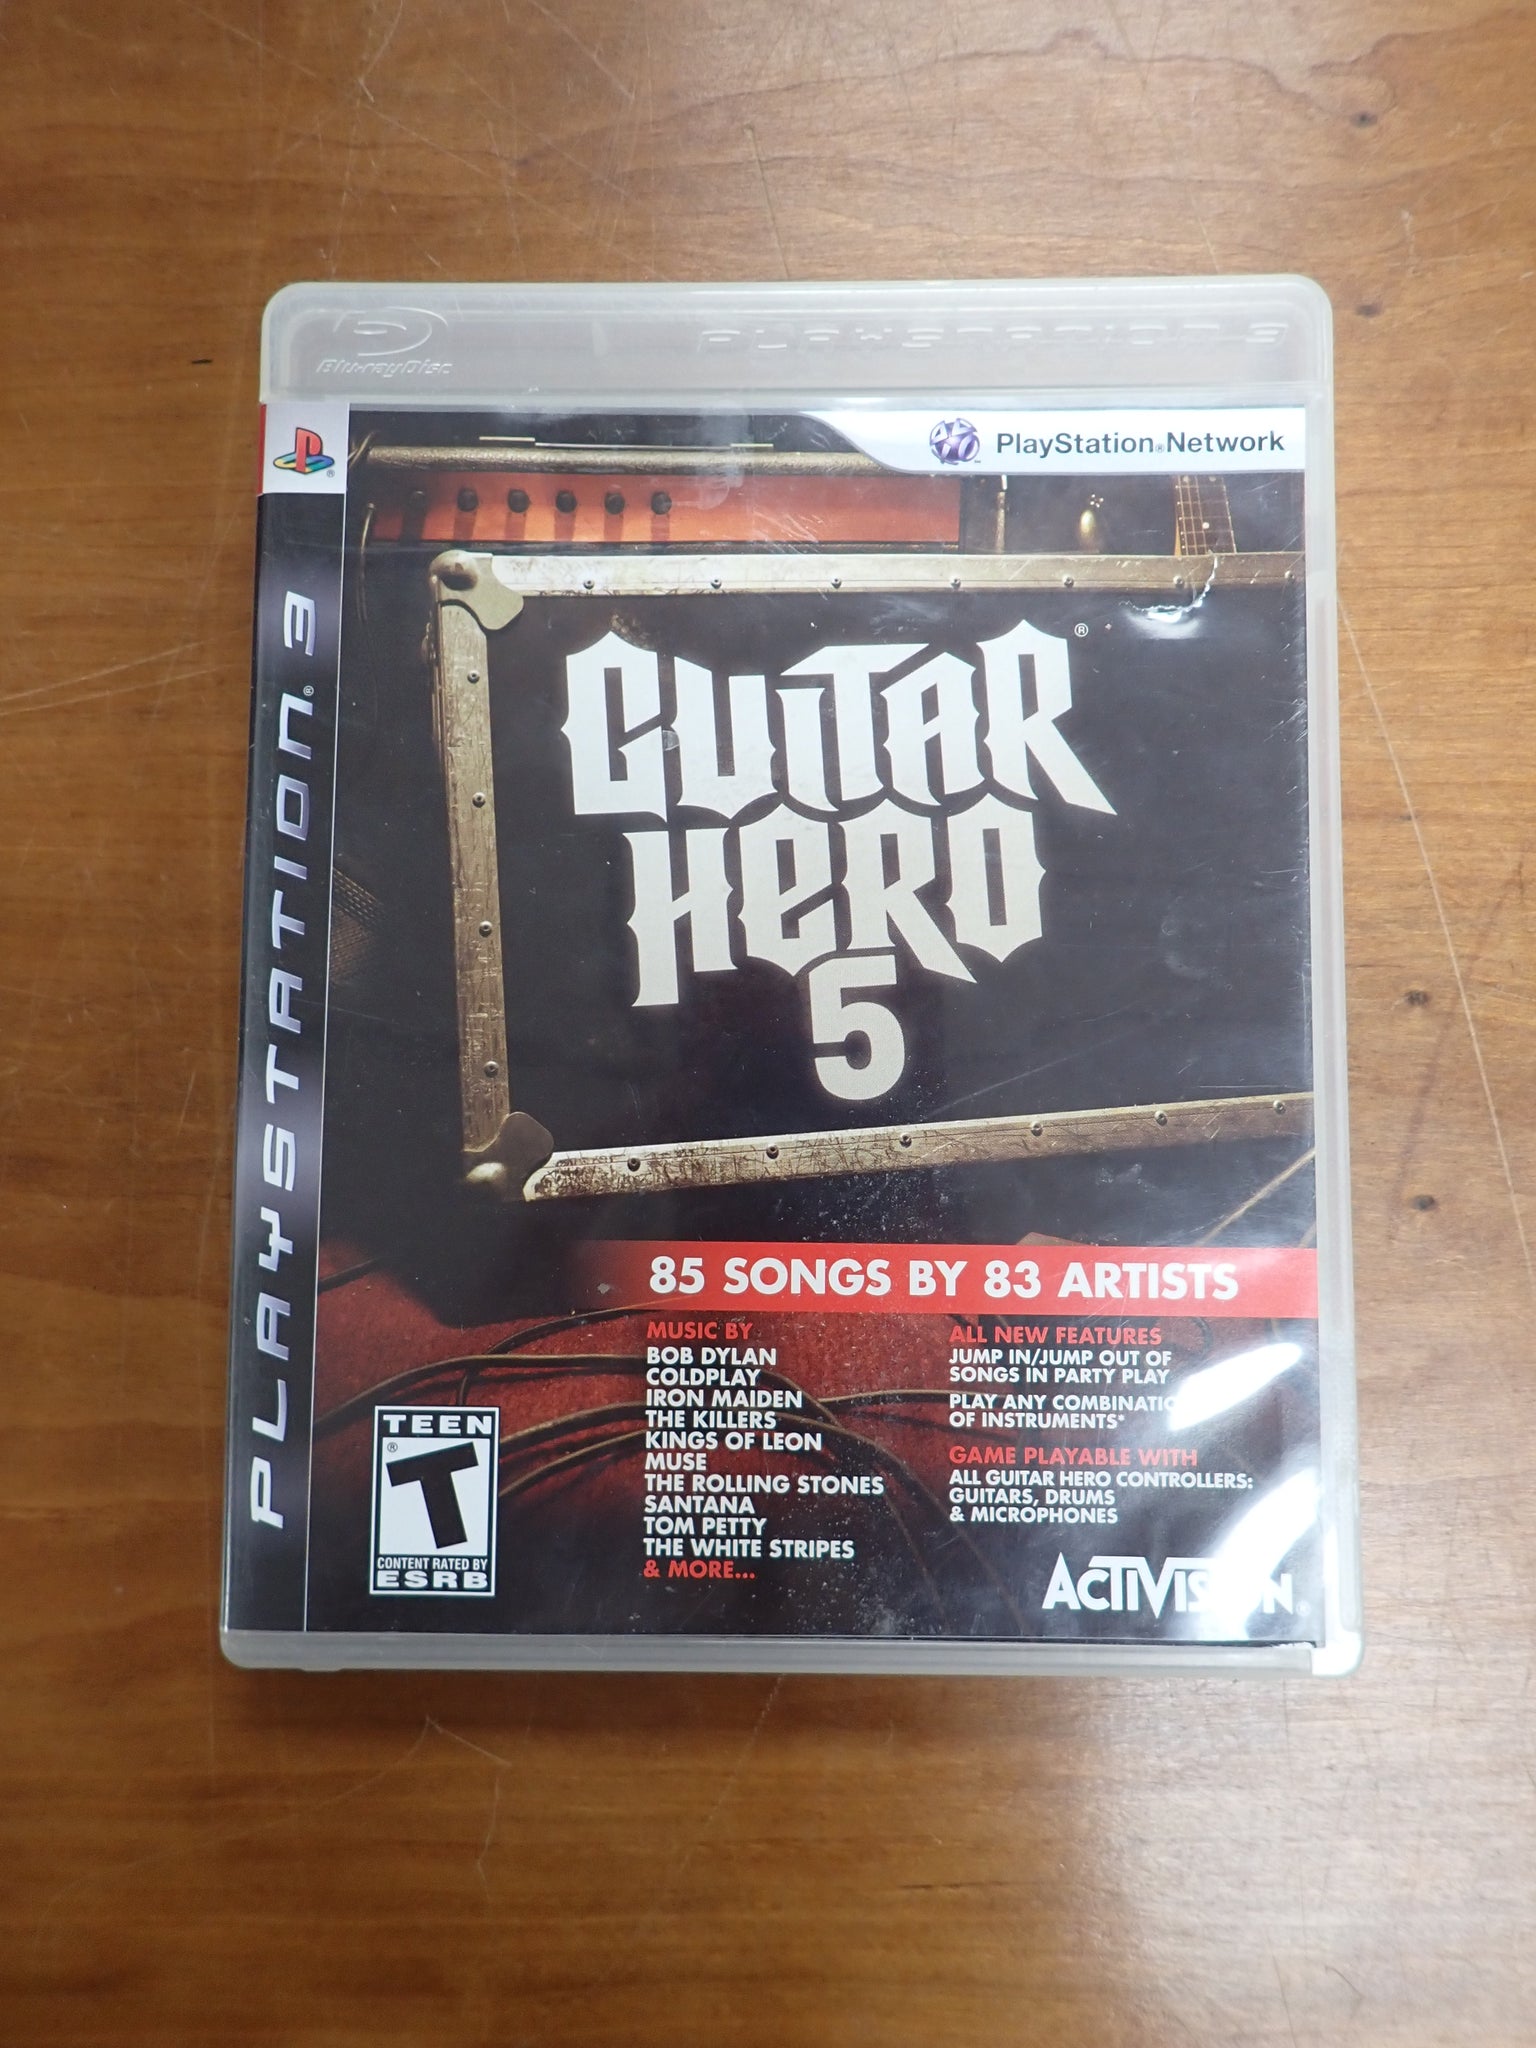 Blu-ray Disc
PLAYSTATION 3
PlayStation®Network
PLAYSTATION®3
GUITAR
HERO®
5
85 SONGS BY 83 ARTISTS
MUSIC BY
BOB DYLAN
COLDPLAY
IRON MAIDEN
THE KILLERS
KINGS OF LEON
MUSE
THE ROLLING STONES
SANTANA
TOM PETTY
THE WHITE STRIPES
& MORE...
ALL NEW FEATURES
JUMP IN/JUMP OUT OF
SONGS IN PARTY PLAY
PLAY ANY COMBINATION
OF INSTRUMENTS*
GAME PLAYABLE WITH
ALL GUITAR HERO CONTROLLERS:
GUITARS, DRUMS
& MICROPHONES
TEEN
T®
CONTENT RATED BY
ESRB
ACTIVISION®